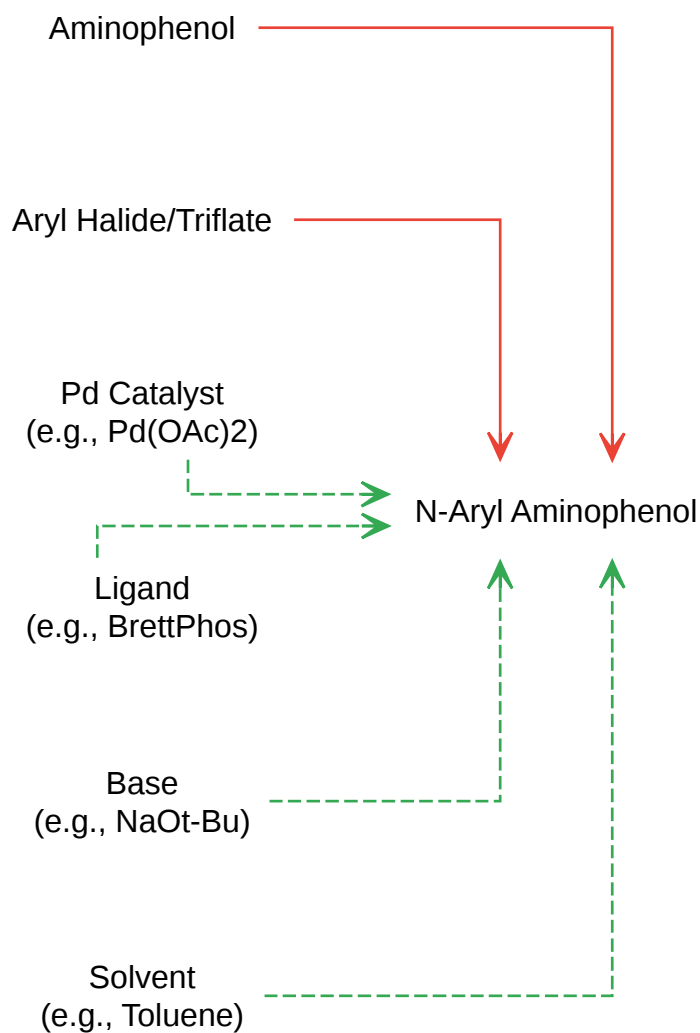 Aminophenol
Aryl Halide/Triflate
Pd Catalyst
(e.g., Pd(OAc)2)
N-Aryl Aminophenol
Ligand
(e.g., BrettPhos)
Base
(e.g., NaOt-Bu)
Solvent
(e.g., Toluene)